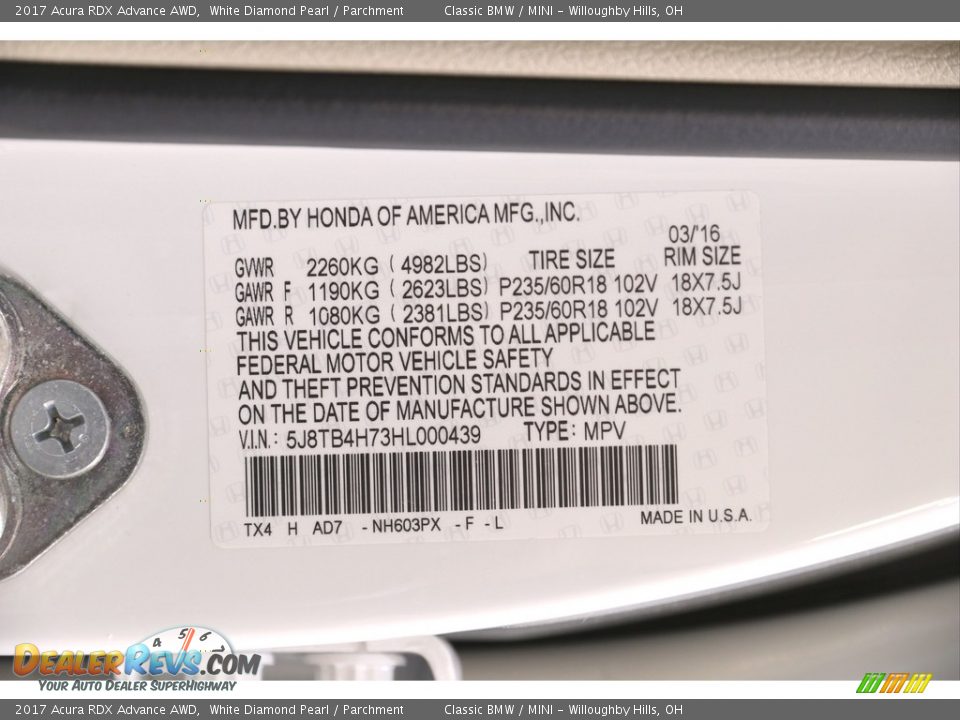 2017 Acura RDX Advance AWD, White Diamond Pearl / Parchment Classic BMW / MINI - Willoughby Hills, OH
MFD.BY HONDA OF AMERICA MFG.,INC.
03/'16
GVWR 2260KG ( 4982LBS) TIRE SIZE RIM SIZE
GAWR F 1190KG ( 2623LBS) P235/60R18 102V 18X7.5J
GAWR R 1080KG ( 2381LBS) P235/60R18 102V 18X7.5J
THIS VEHICLE CONFORMS TO ALL APPLICABLE
FEDERAL MOTOR VEHICLE SAFETY
AND THEFT PREVENTION STANDARDS IN EFFECT
ON THE DATE OF MANUFACTURE SHOWN ABOVE.
V.I.N.: 5J8TB4H73HL000439 TYPE: MPV
TX4 H AD7 -NH603PX -F -L MADE IN U.S.A.
4 5 6 7
DEALERREVS.COM
YOUR AUTO DEALER SUPERHIGHWAY
2017 Acura RDX Advance AWD, White Diamond Pearl / Parchment Classic BMW / MINI - Willoughby Hills, OH